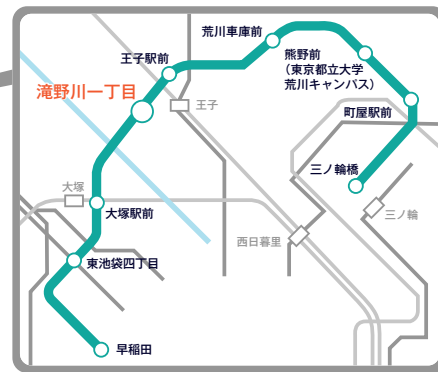 荒川車庫前
王子駅前
熊野前
（東京都立大学
荒川キャンパス）
滝野川一丁目
王子
町屋駅前
三ノ輪橋
大塚
大塚駅前
三ノ輪
西日暮里
東池袋四丁目
早稲田